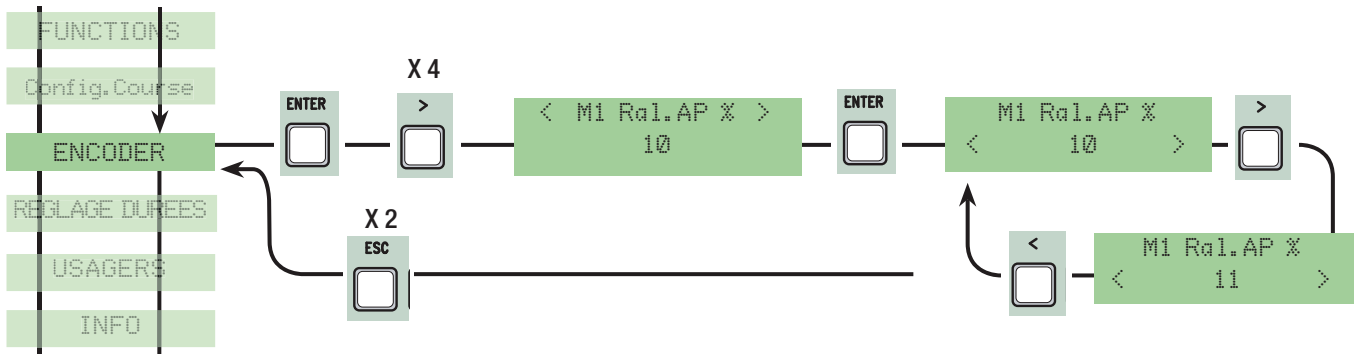 FUNCTIONS
Config.Course
ENCODER
REGLAGE DUREES
USAGERS
INFO
ENTER
X 4
>
< M1 Ral.AP % >
10
ENTER
M1 Ral.AP %
< 10 >
>
X 2
ESC
<
M1 Ral.AP %
< 11 >